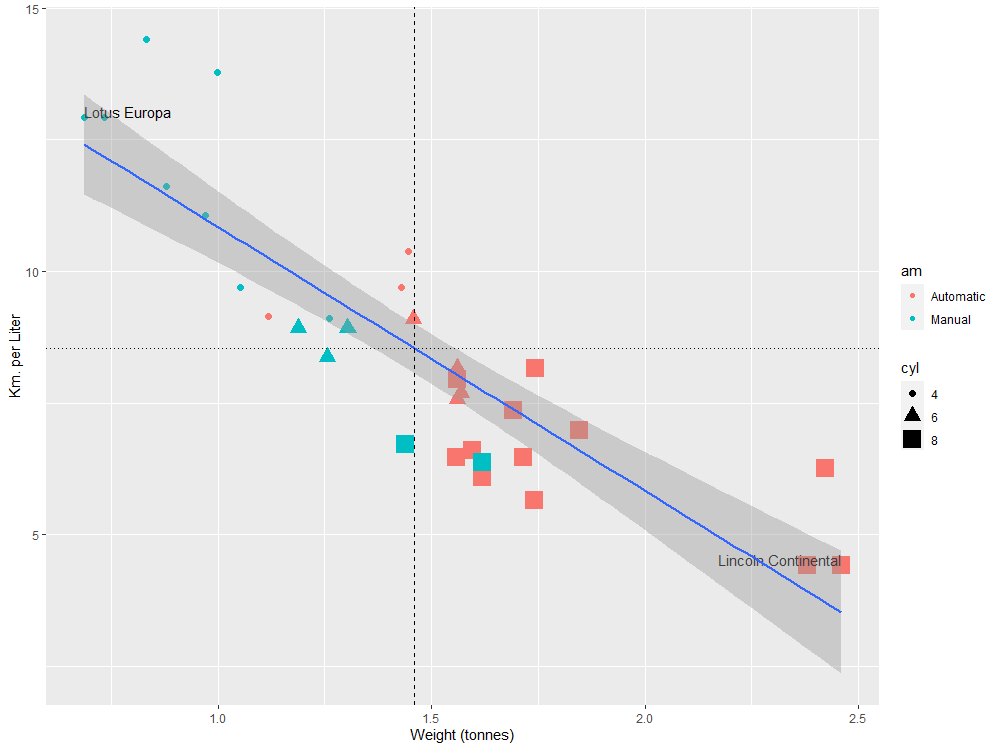 15
Lotus Europa
10
5
Lincoln Continental
Km. per Liter
1.0
1.5
2.0
2.5
Weight (tonnes)
am
Automatic
Manual
cyl
4
6
8